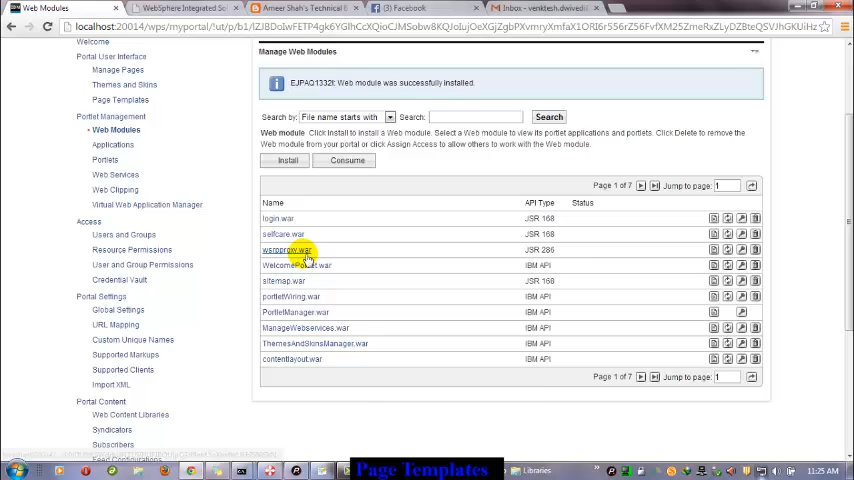 Web Modules
WebSphere Integrated So
Ameer Shah's Technical B
(3) Facebook
Inbox - venktesh.dwivedi
Welcome
Portal User Interface
Manage Pages
Themes and Skins
Page Templates
Portlet Management
Web Modules
Applications
Portlets
Web Services
Web Clipping
Virtual Web Application Manager
Access
Users and Groups
Resource Permissions
User and Group Permissions
Credential Vault
Portal Settings
Global Settings
URL Mapping
Custom Unique Names
Supported Markups
Supported Clients
Import XML
Portal Content
Web Content Libraries
Syndicators
Subscribers
Feed Configurations
Manage Web Modules
EJPAQ1332I: Web module was successfully installed.
Search by: File name starts with Search: Search
Web module Click Install to install a Web module. Select a Web module to view its portlet applications and portlets. Click Delete to remove the
Web module from your portal or click Assign Access to allow others to work with the Web module.
Install Consume
Page 1 of 7 Jump to page: 1
Name API Type Status
login.war JSR 168
selfcare.war JSR 168
wsrpproxy.war JSR 286
WelcomePortlet.war IBM API
sitemap.war JSR 168
portletWiring.war IBM API
PortletManager.war IBM API
ManageWebservices.war IBM API
ThemesAndSkinsManager.war IBM API
contentlayout.war IBM API
Page 1 of 7 Jump to page: 1
Page Templates
Libraries
11:25 AM